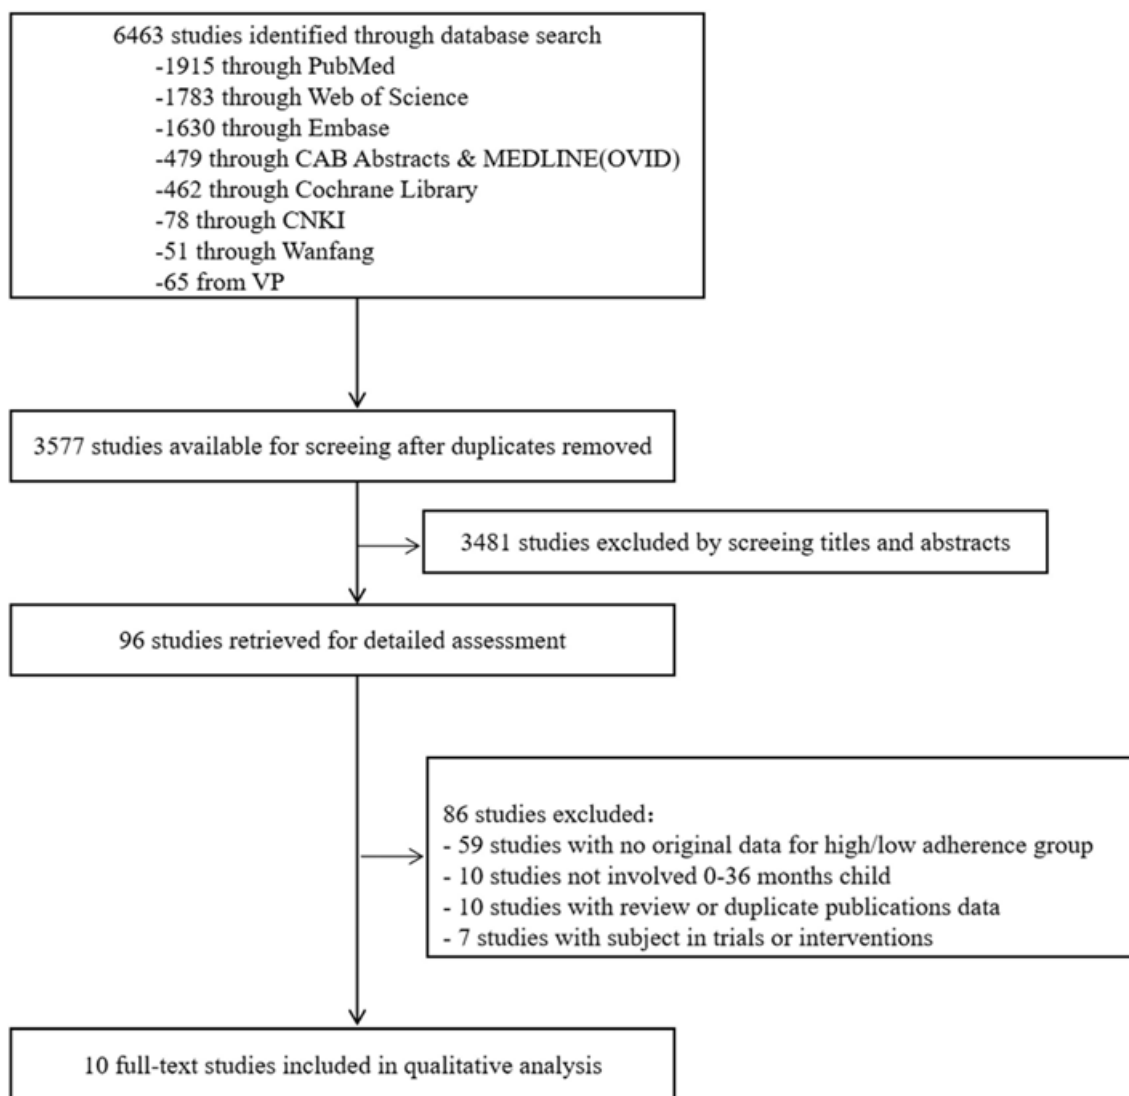 6463 studies identified through database search
-1915 through PubMed
-1783 through Web of Science
-1630 through Embase
-479 through CAB Abstracts & MEDLINE(OVID)
-462 through Cochrane Library
-78 through CNKI
-51 through Wanfang
-65 from VP
3577 studies available for screeing after duplicates removed
3481 studies excluded by screeing titles and abstracts
96 studies retrieved for detailed assessment
86 studies excluded：
- 59 studies with no original data for high/low adherence group
- 10 studies not involved 0-36 months child
- 10 studies with review or duplicate publications data
- 7 studies with subject in trials or interventions
10 full-text studies included in qualitative analysis